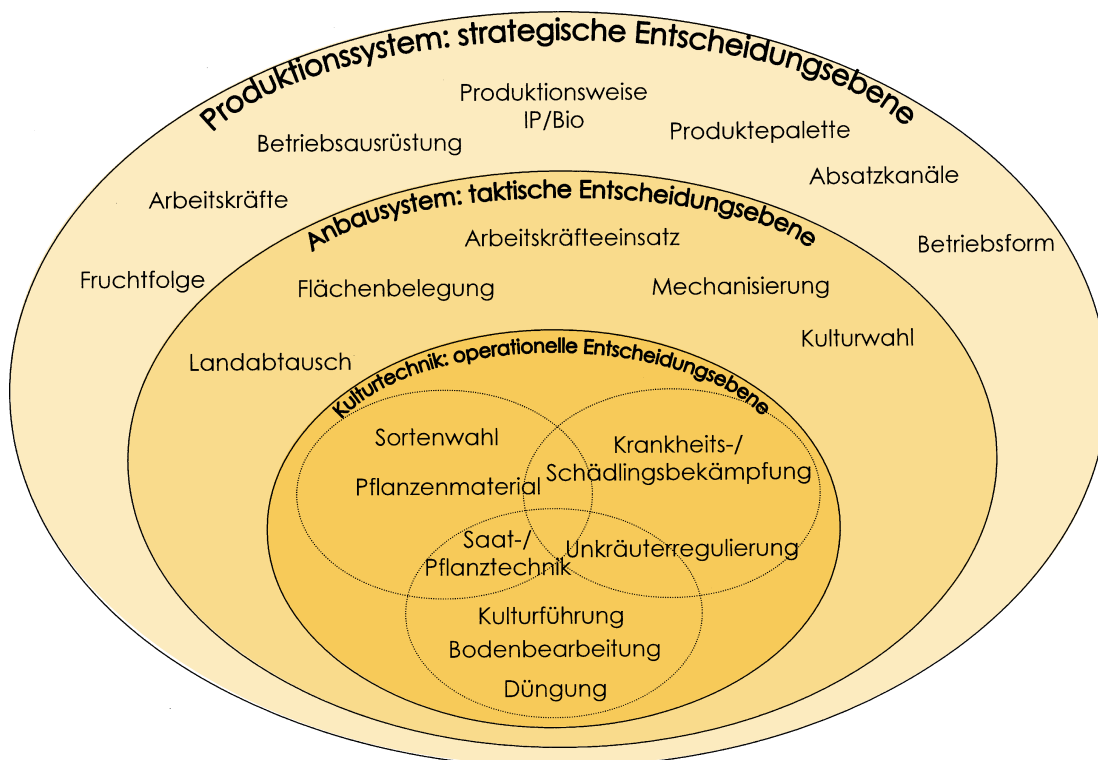 Produktionssystem: strategische Entscheidungsebene
Produktionsweise
IP/Bio
Produktepalette
Betriebsausrüstung
Absatzkanäle
Arbeitskräfte
Betriebsform
Fruchtfolge
Anbausystem: taktische Entscheidungsebene
Arbeitskräfteeinsatz
Flächenbelegung
Mechanisierung
Kulturwahl
Landabtausch
Kulturtechnik: operationelle Entscheidungsebene
Sortenwahl
Pflanzenmaterial
Krankheits-/
Schädlingsbekämpfung
Saat-/
Pflanztechnik
Unkräuterregulierung
Kulturführung
Bodenbearbeitung
Düngung